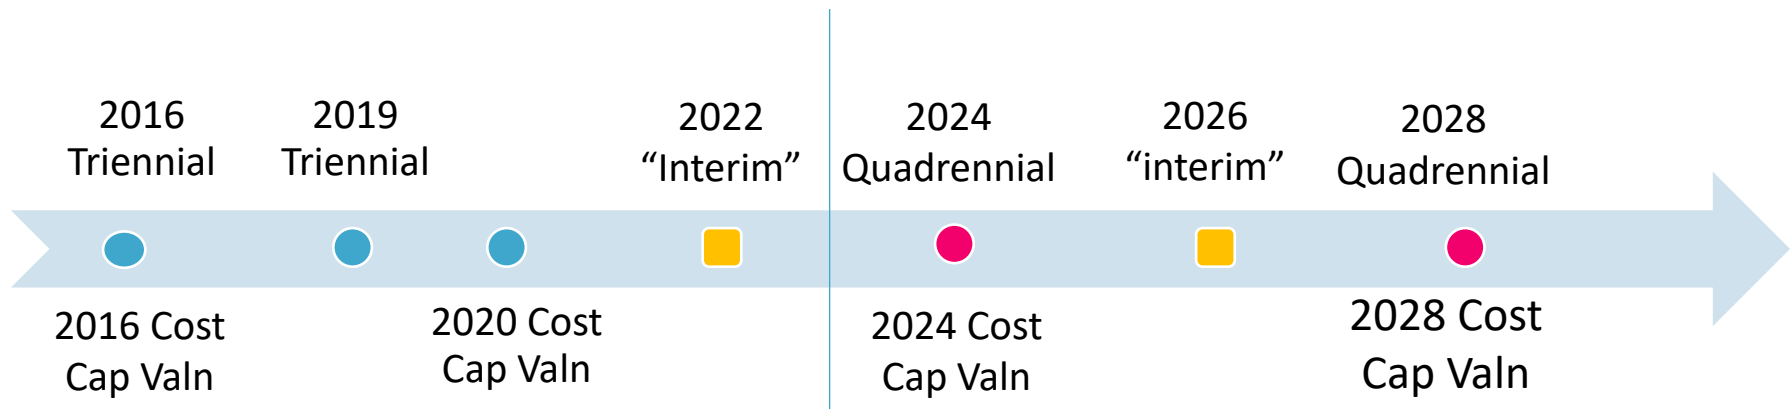 2016
Triennial
2019
Triennial
2022
“Interim”
2024
Quadrennial
2026
“interim”
2028
Quadrennial
2016 Cost
Cap Valn
2020 Cost
Cap Valn
2024 Cost
Cap Valn
2028 Cost
Cap Valn